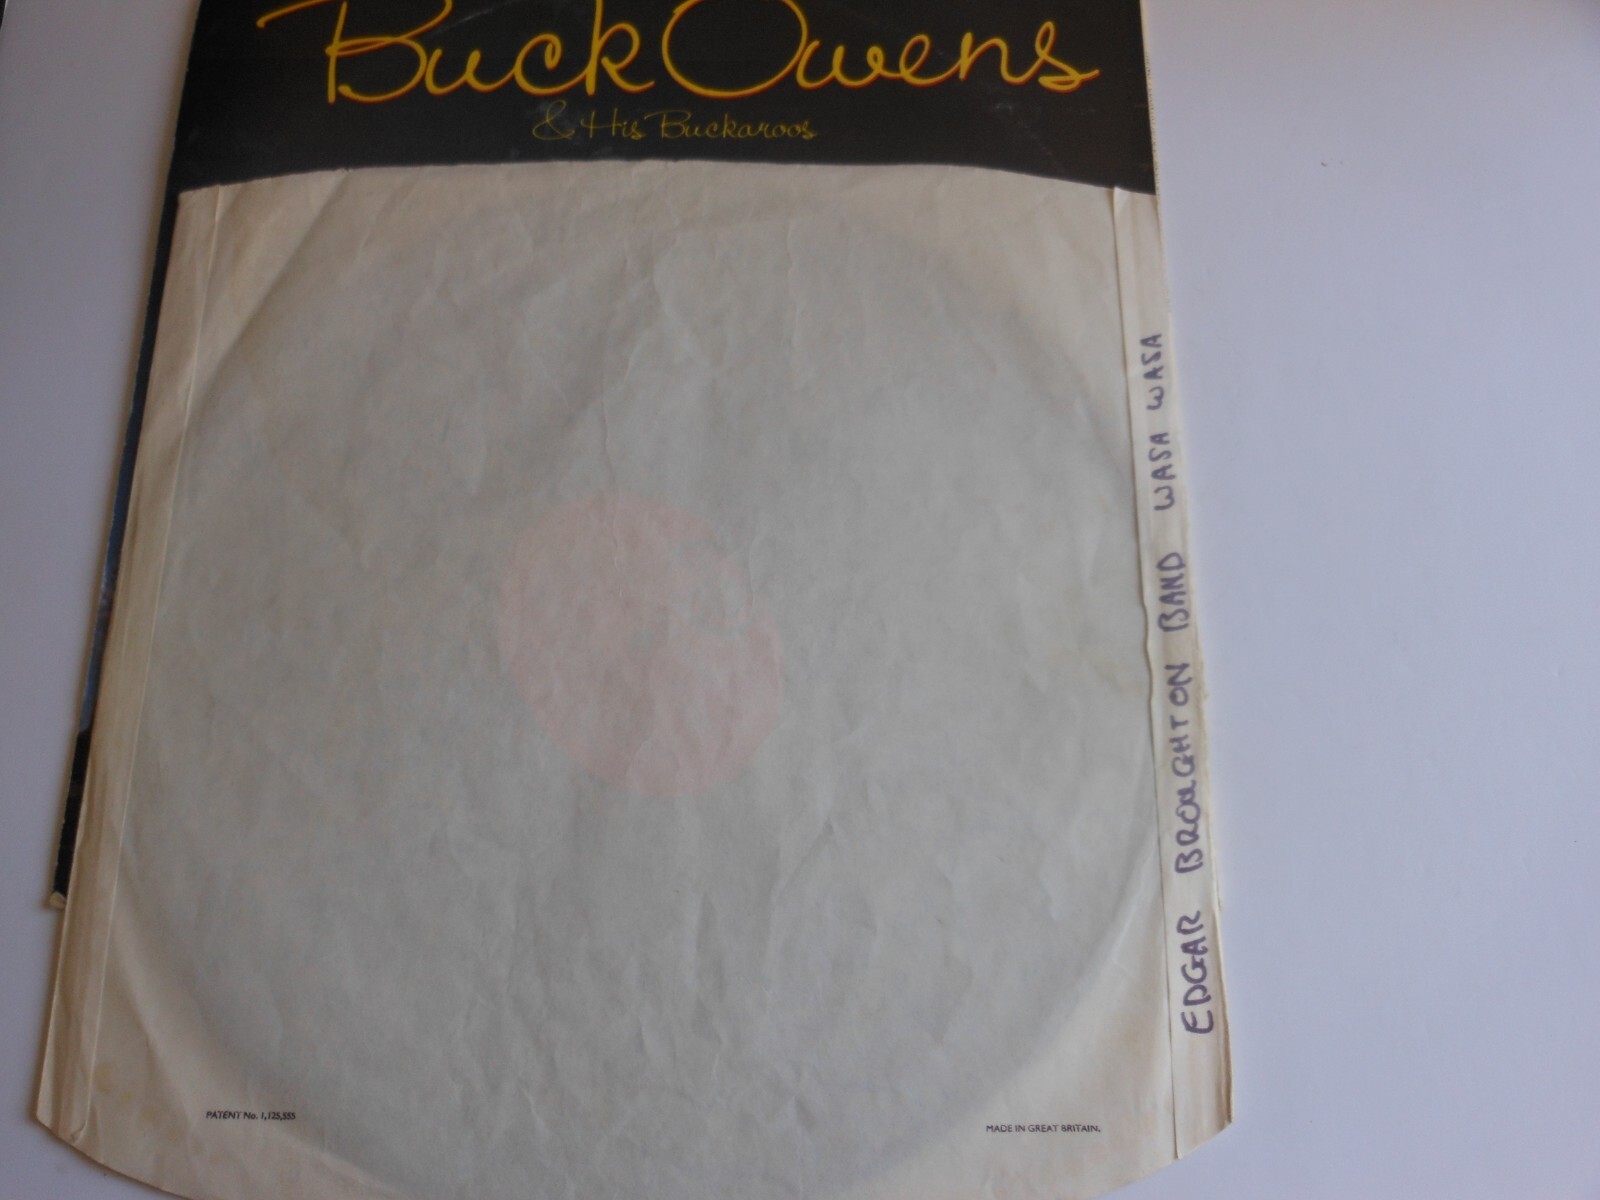 Buck Owens
& His Buckaroos
EDGAR BROUGHTON BAND WASA WASA
PATENT No. 1,125,555
MADE IN GREAT BRITAIN.